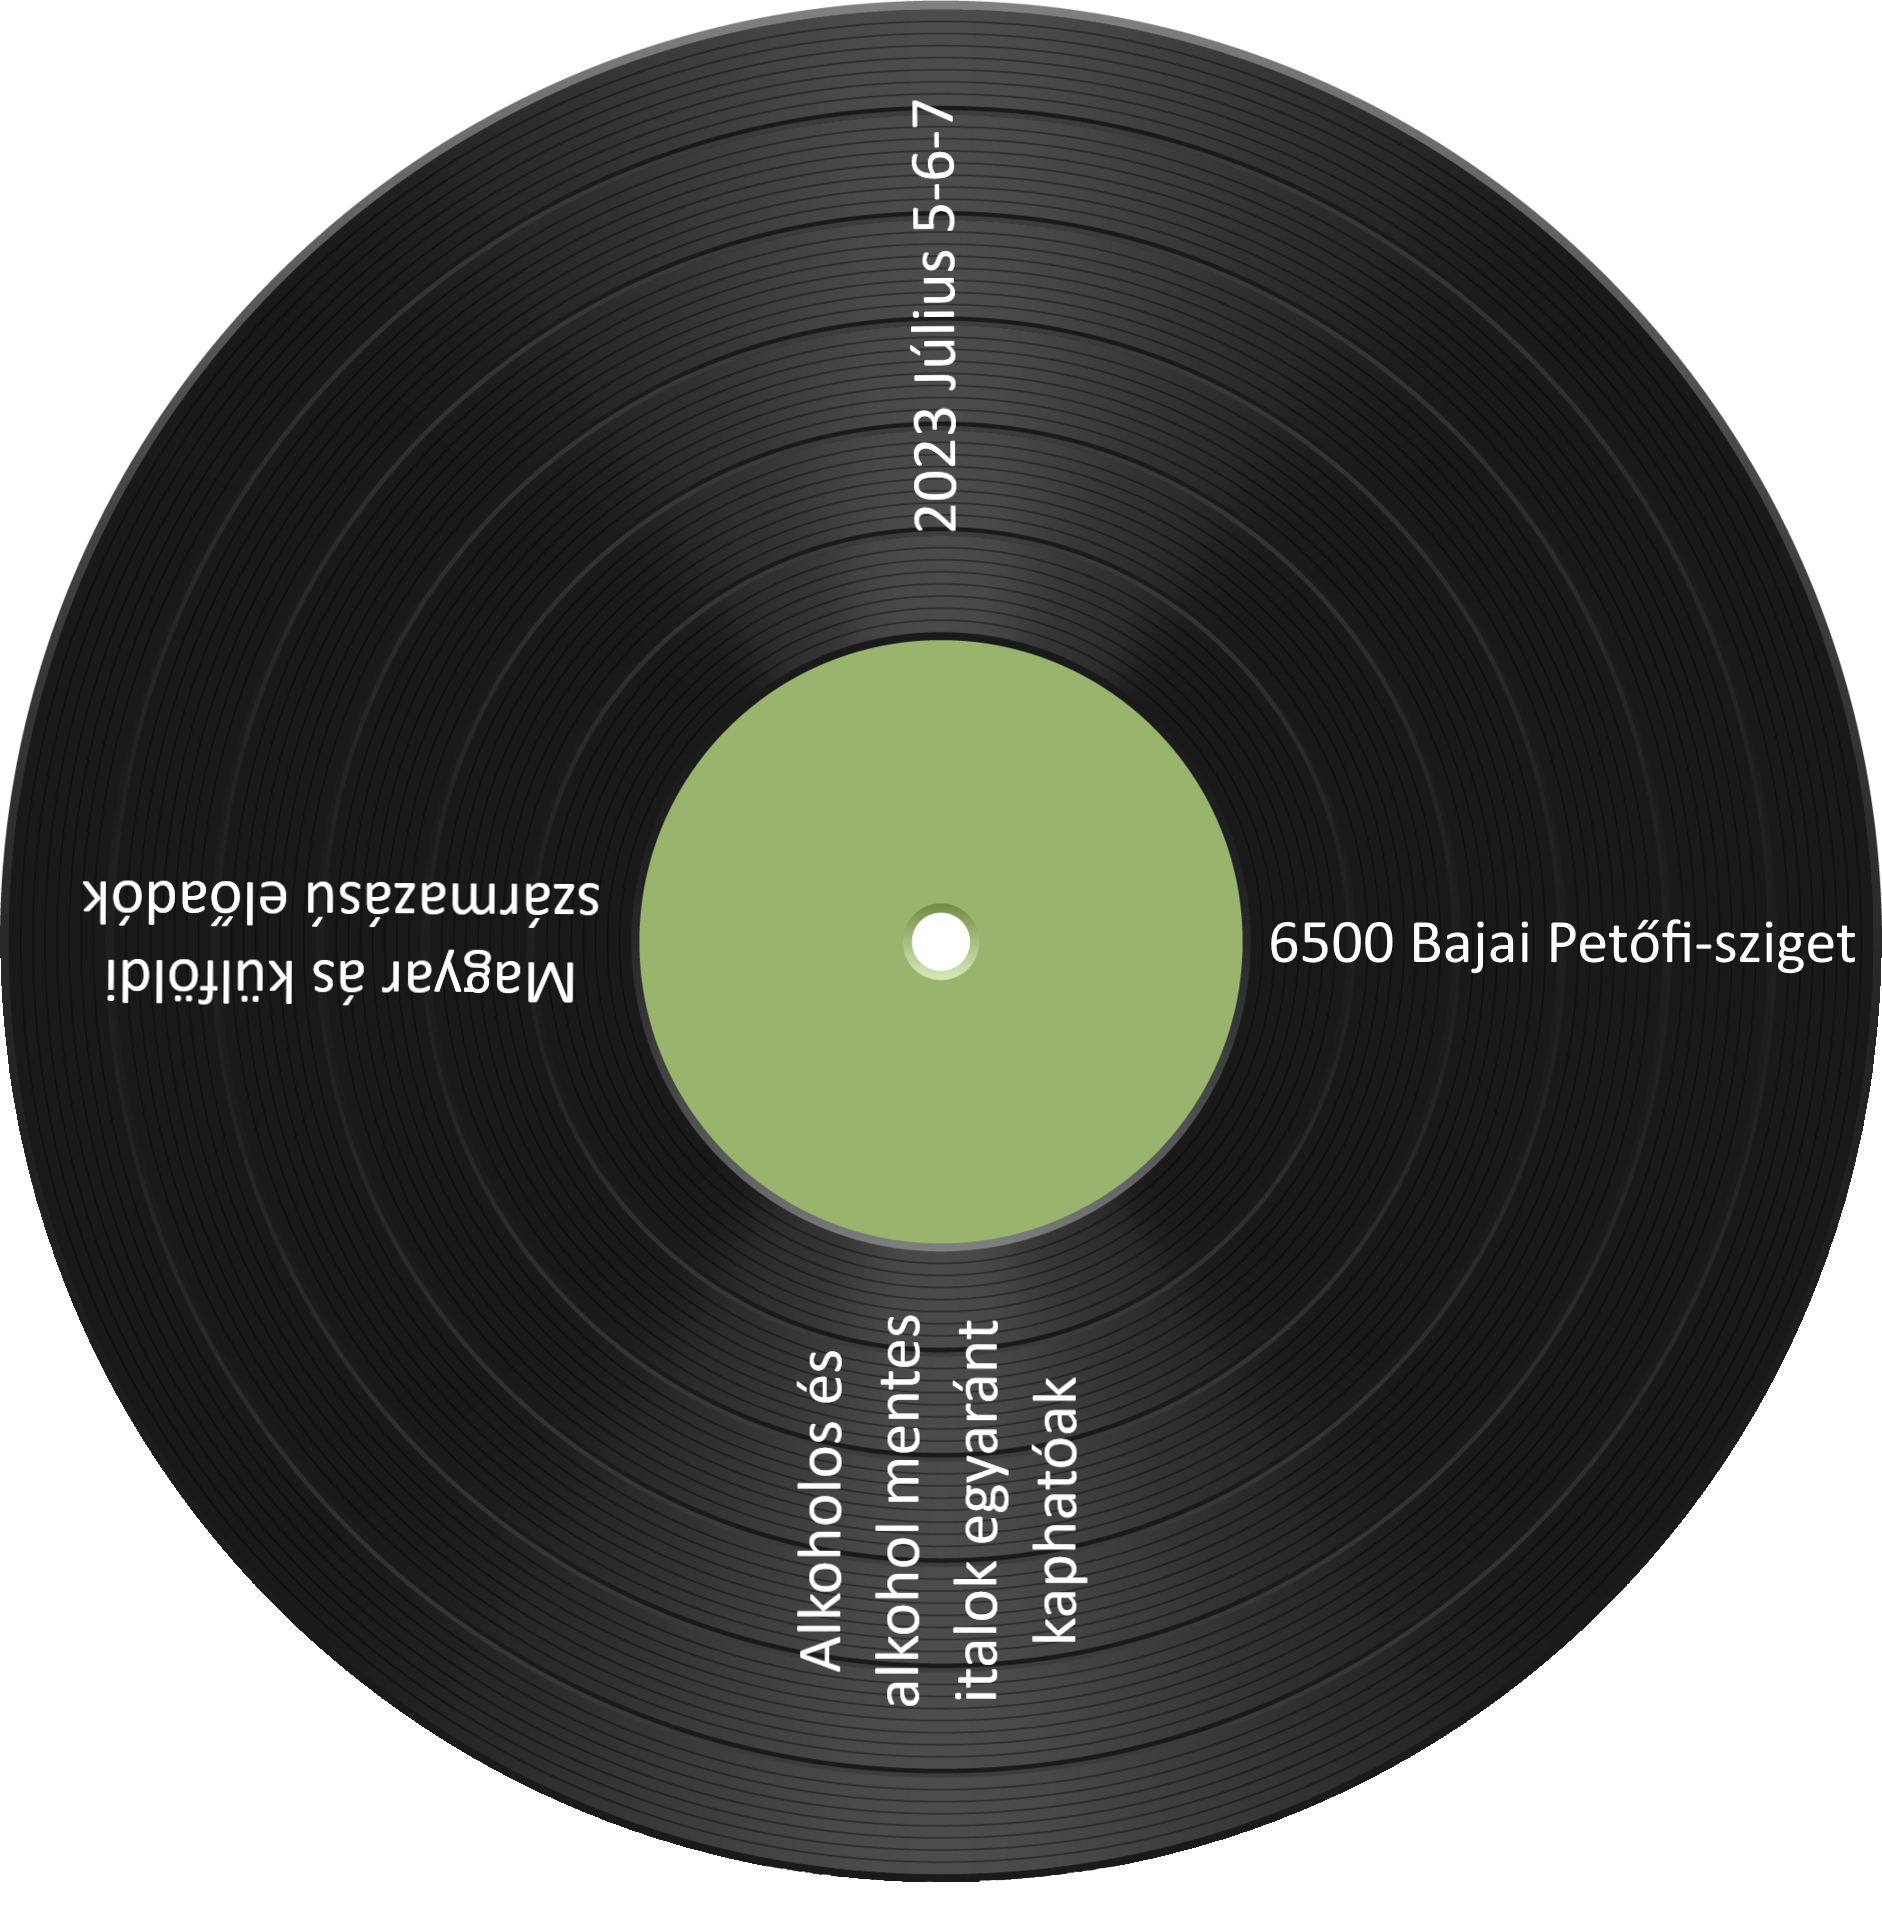 2023 Július 5-6-7
6500 Bajai Petőfi-sziget
Alkoholos és
alkohol mentes
italok egyaránt
kaphatóak
Magyar ás külföldi
származású előadók